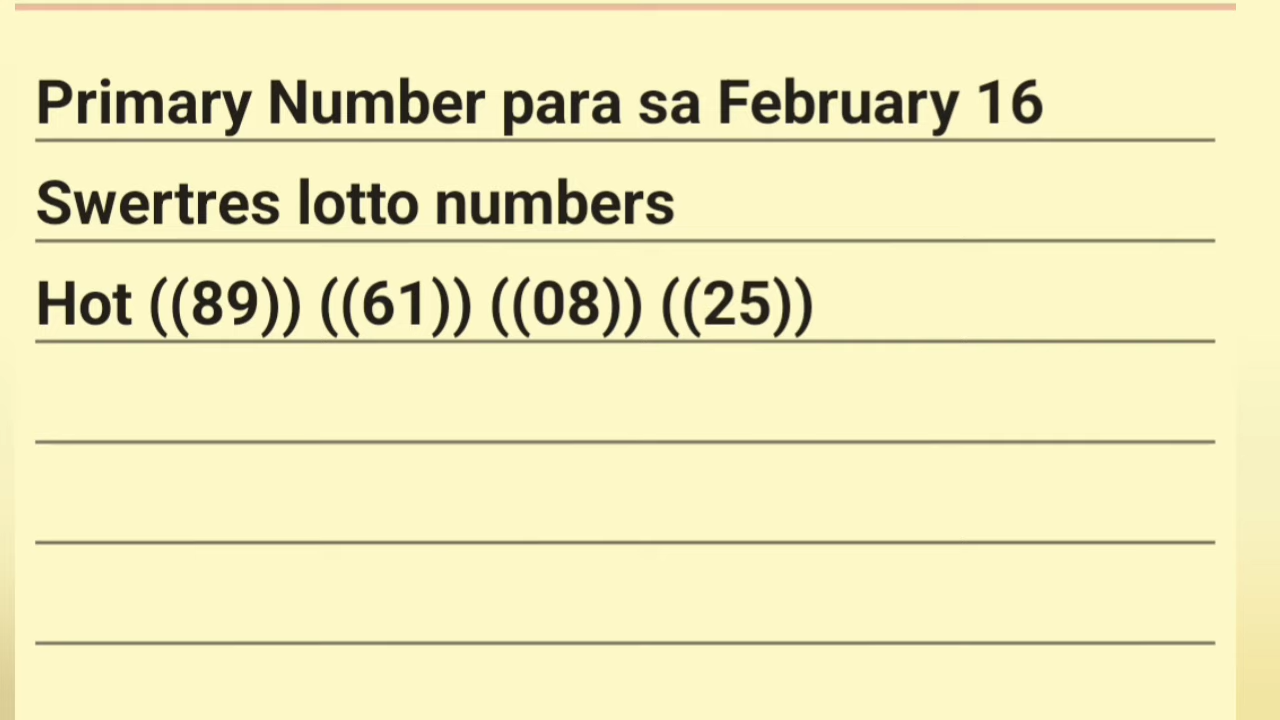 Primary Number para sa February 16
Swertres lotto numbers
Hot ((89)) ((61)) ((08)) ((25))